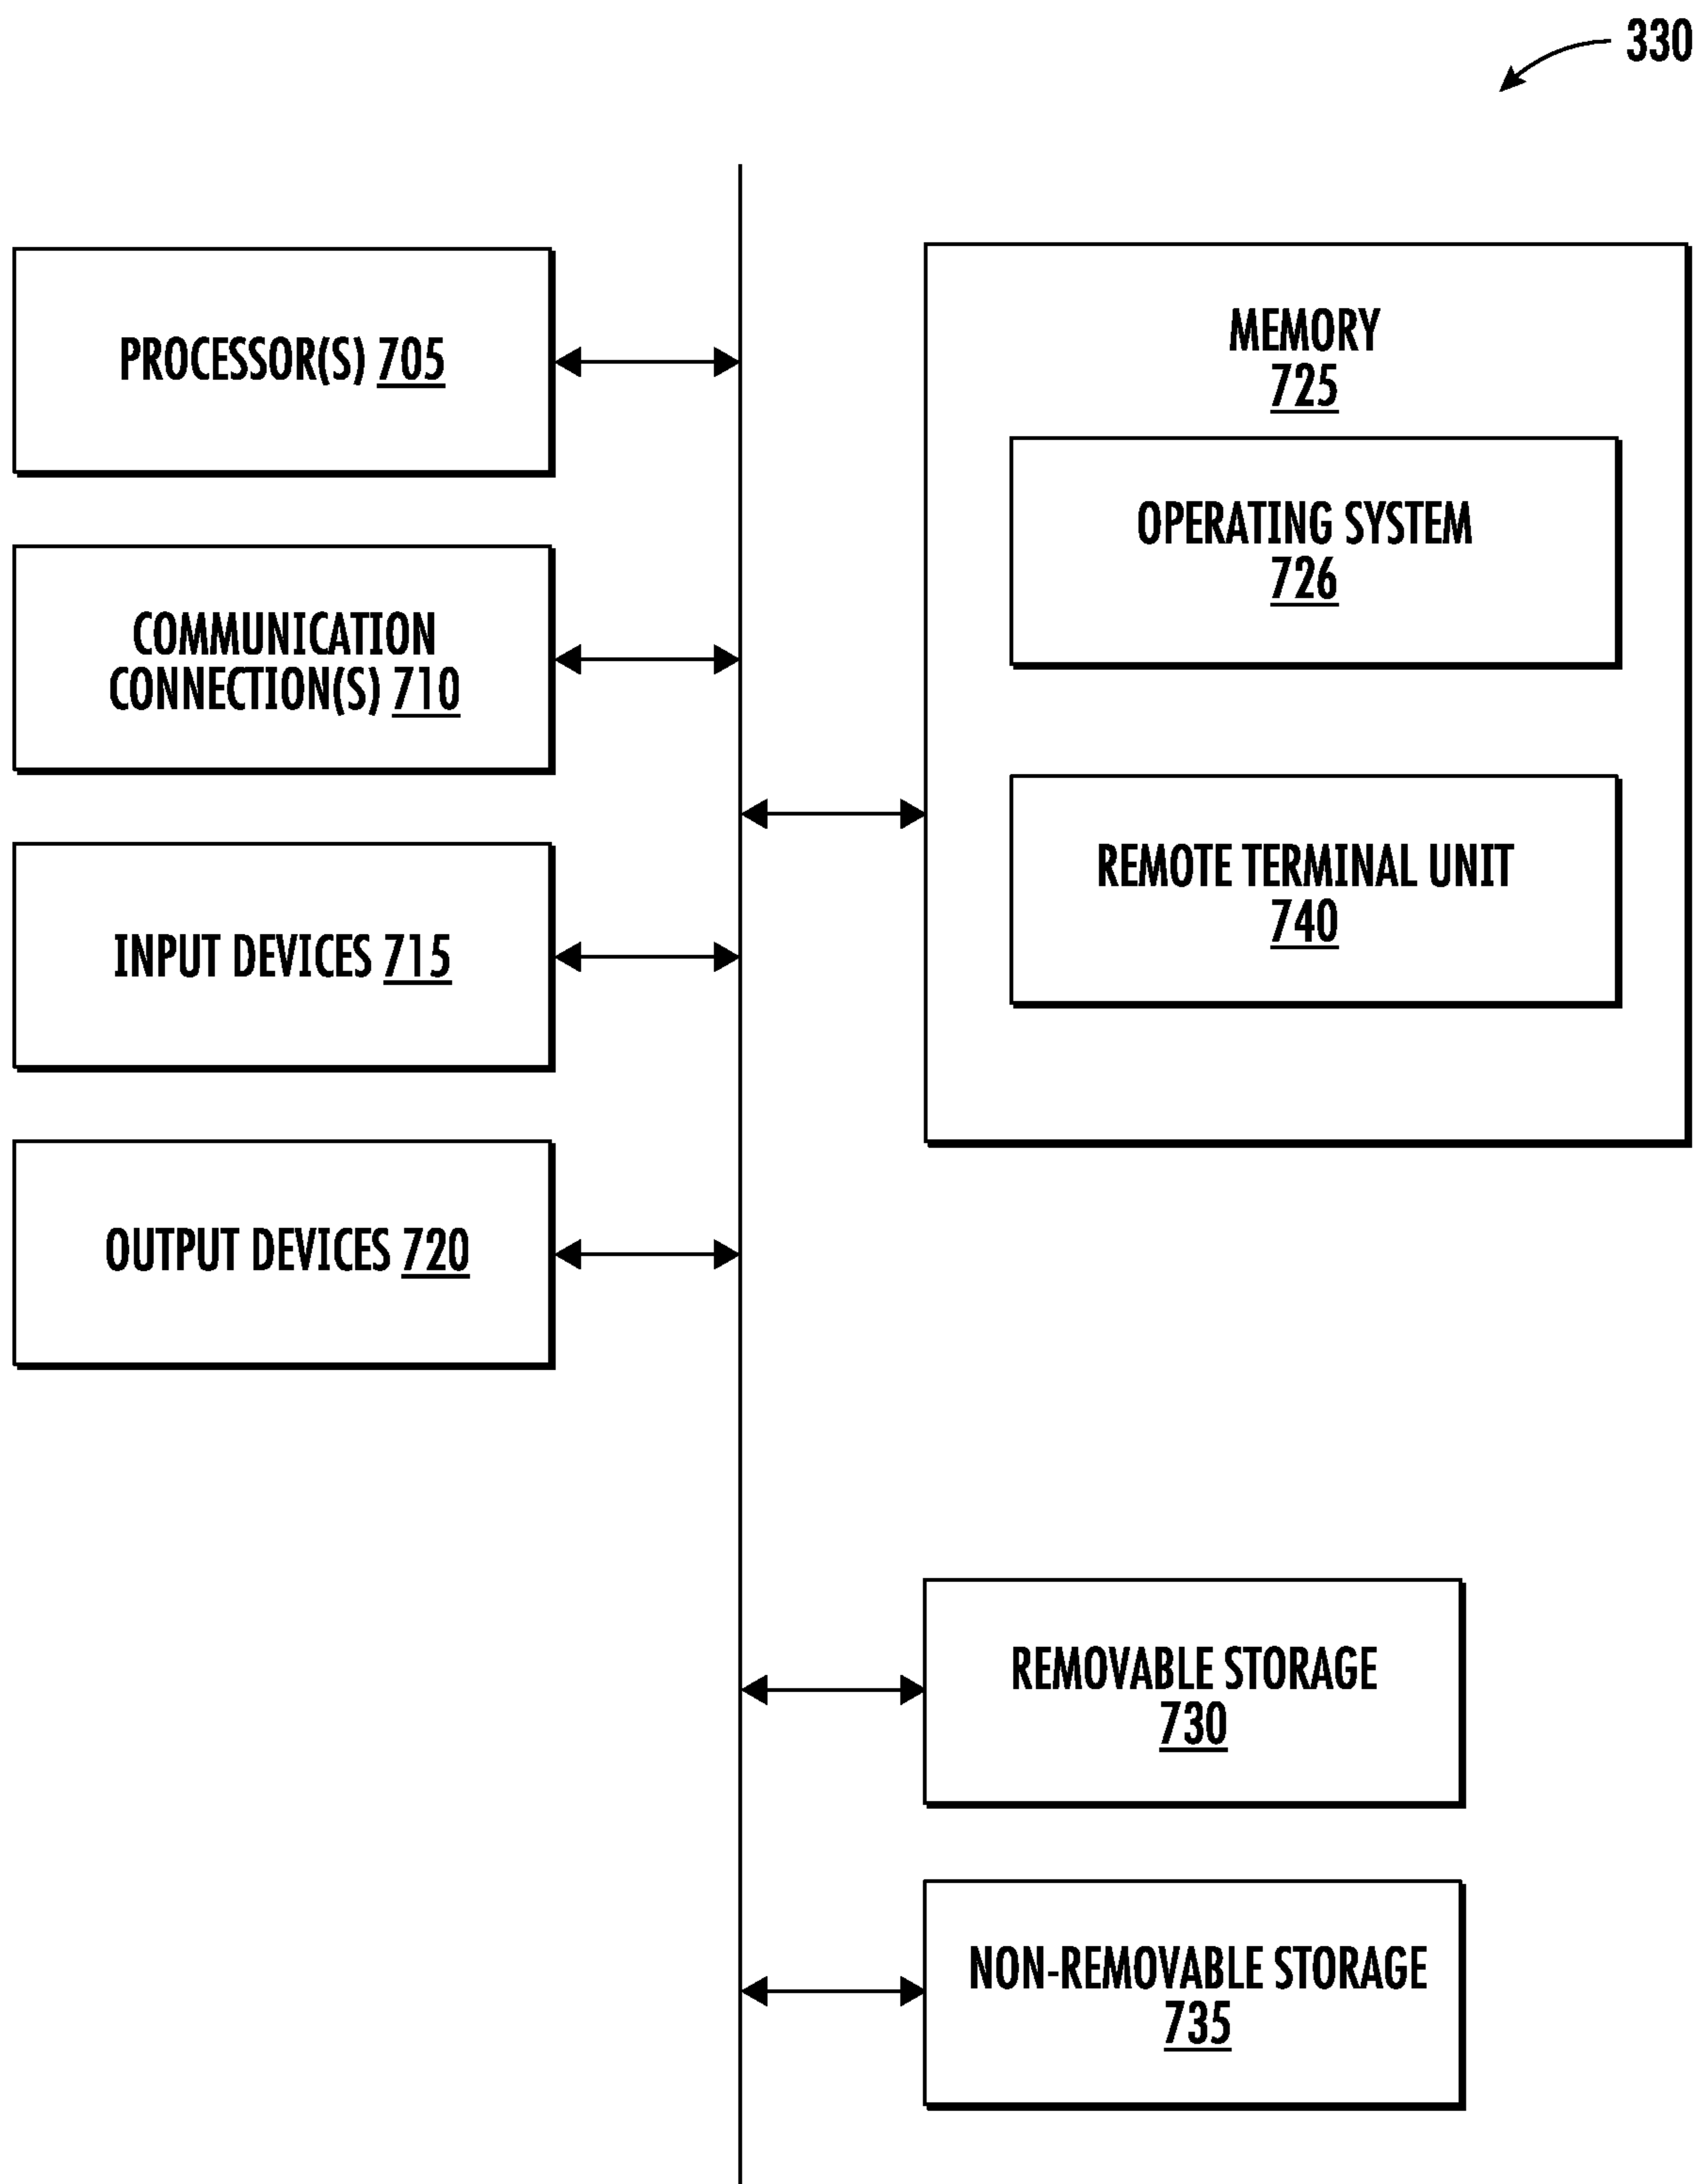 330
PROCESSOR(S) 705
COMMUNICATION
CONNECTION(S) 710
INPUT DEVICES 715
OUTPUT DEVICES 720
MEMORY
725
OPERATING SYSTEM
726
REMOTE TERMINAL UNIT
740
REMOVABLE STORAGE
730
NON-REMOVABLE STORAGE
735